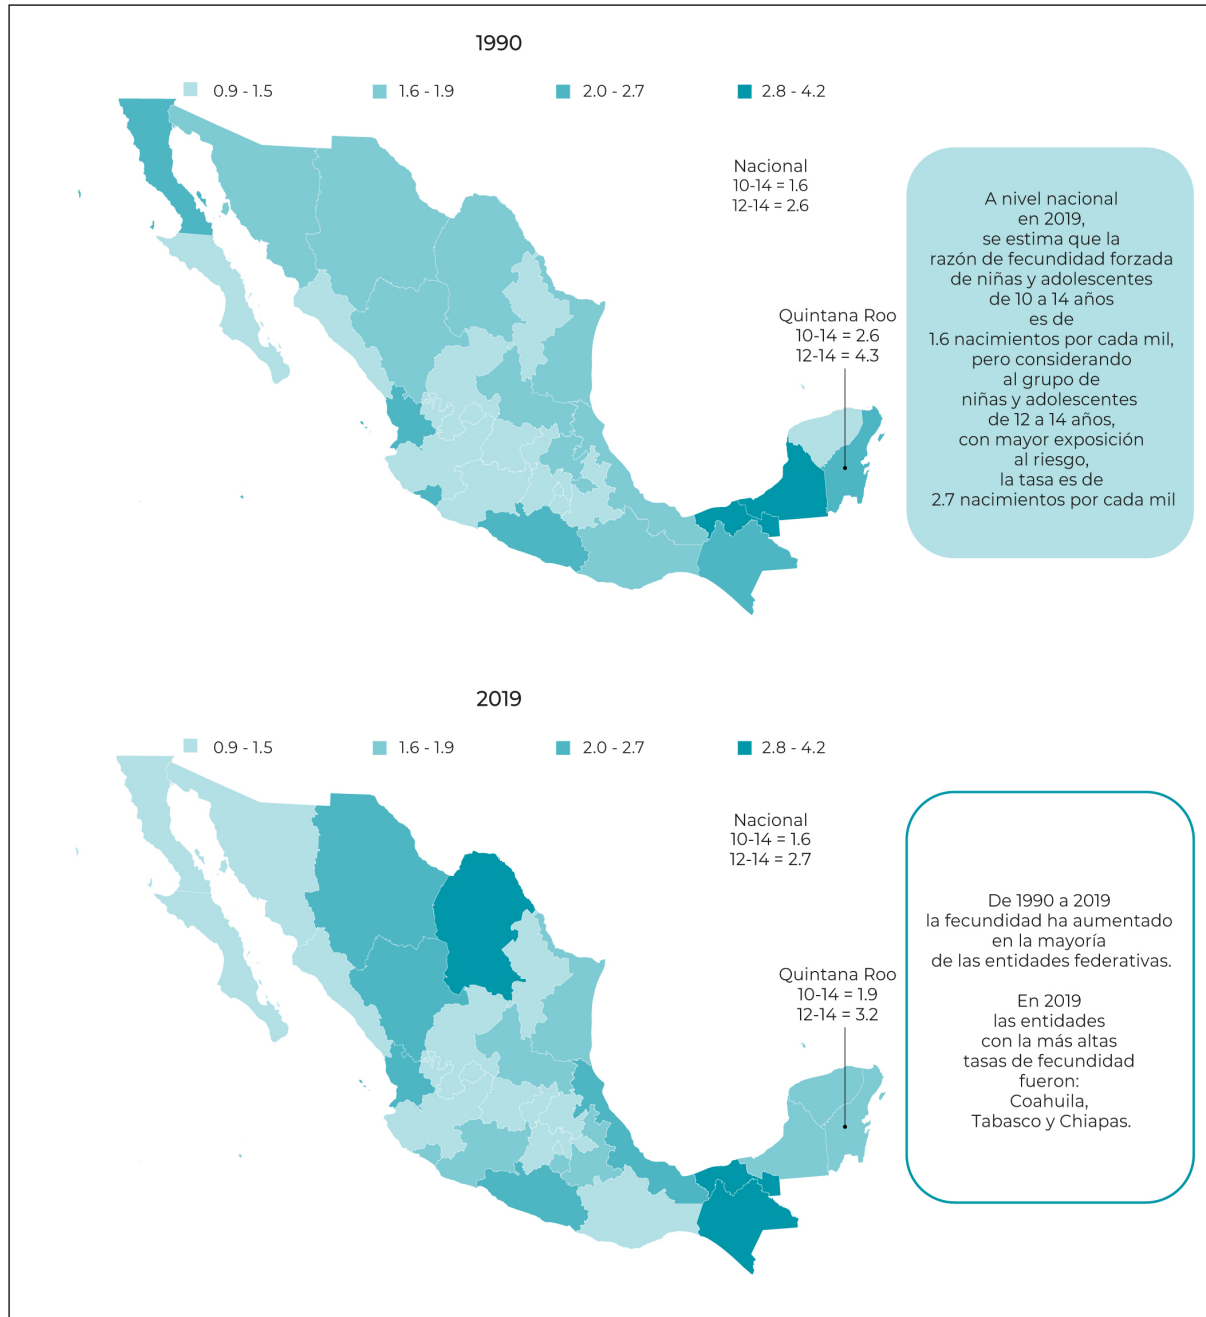 1990
0.9 - 1.5
1.6 - 1.9
2.0 - 2.7
2.8 - 4.2
Nacional
10-14 = 1.6
12-14 = 2.6
Quintana Roo
10-14 = 2.6
12-14 = 4.3
A nivel nacional
en 2019,
se estima que la
razón de fecundidad forzada
de niñas y adolescentes
de 10 a 14 años
es de
1.6 nacimientos por cada mil,
pero considerando
al grupo de
niñas y adolescentes
de 12 a 14 años,
con mayor exposición
al riesgo,
la tasa es de
2.7 nacimientos por cada mil
2019
0.9 - 1.5
1.6 - 1.9
2.0 - 2.7
2.8 - 4.2
Nacional
10-14 = 1.6
12-14 = 2.7
Quintana Roo
10-14 = 1.9
12-14 = 3.2
De 1990 a 2019
la fecundidad ha aumentado
en la mayoría
de las entidades federativas.
En 2019
las entidades
con la más altas
tasas de fecundidad
fueron:
Coahuila,
Tabasco y Chiapas.